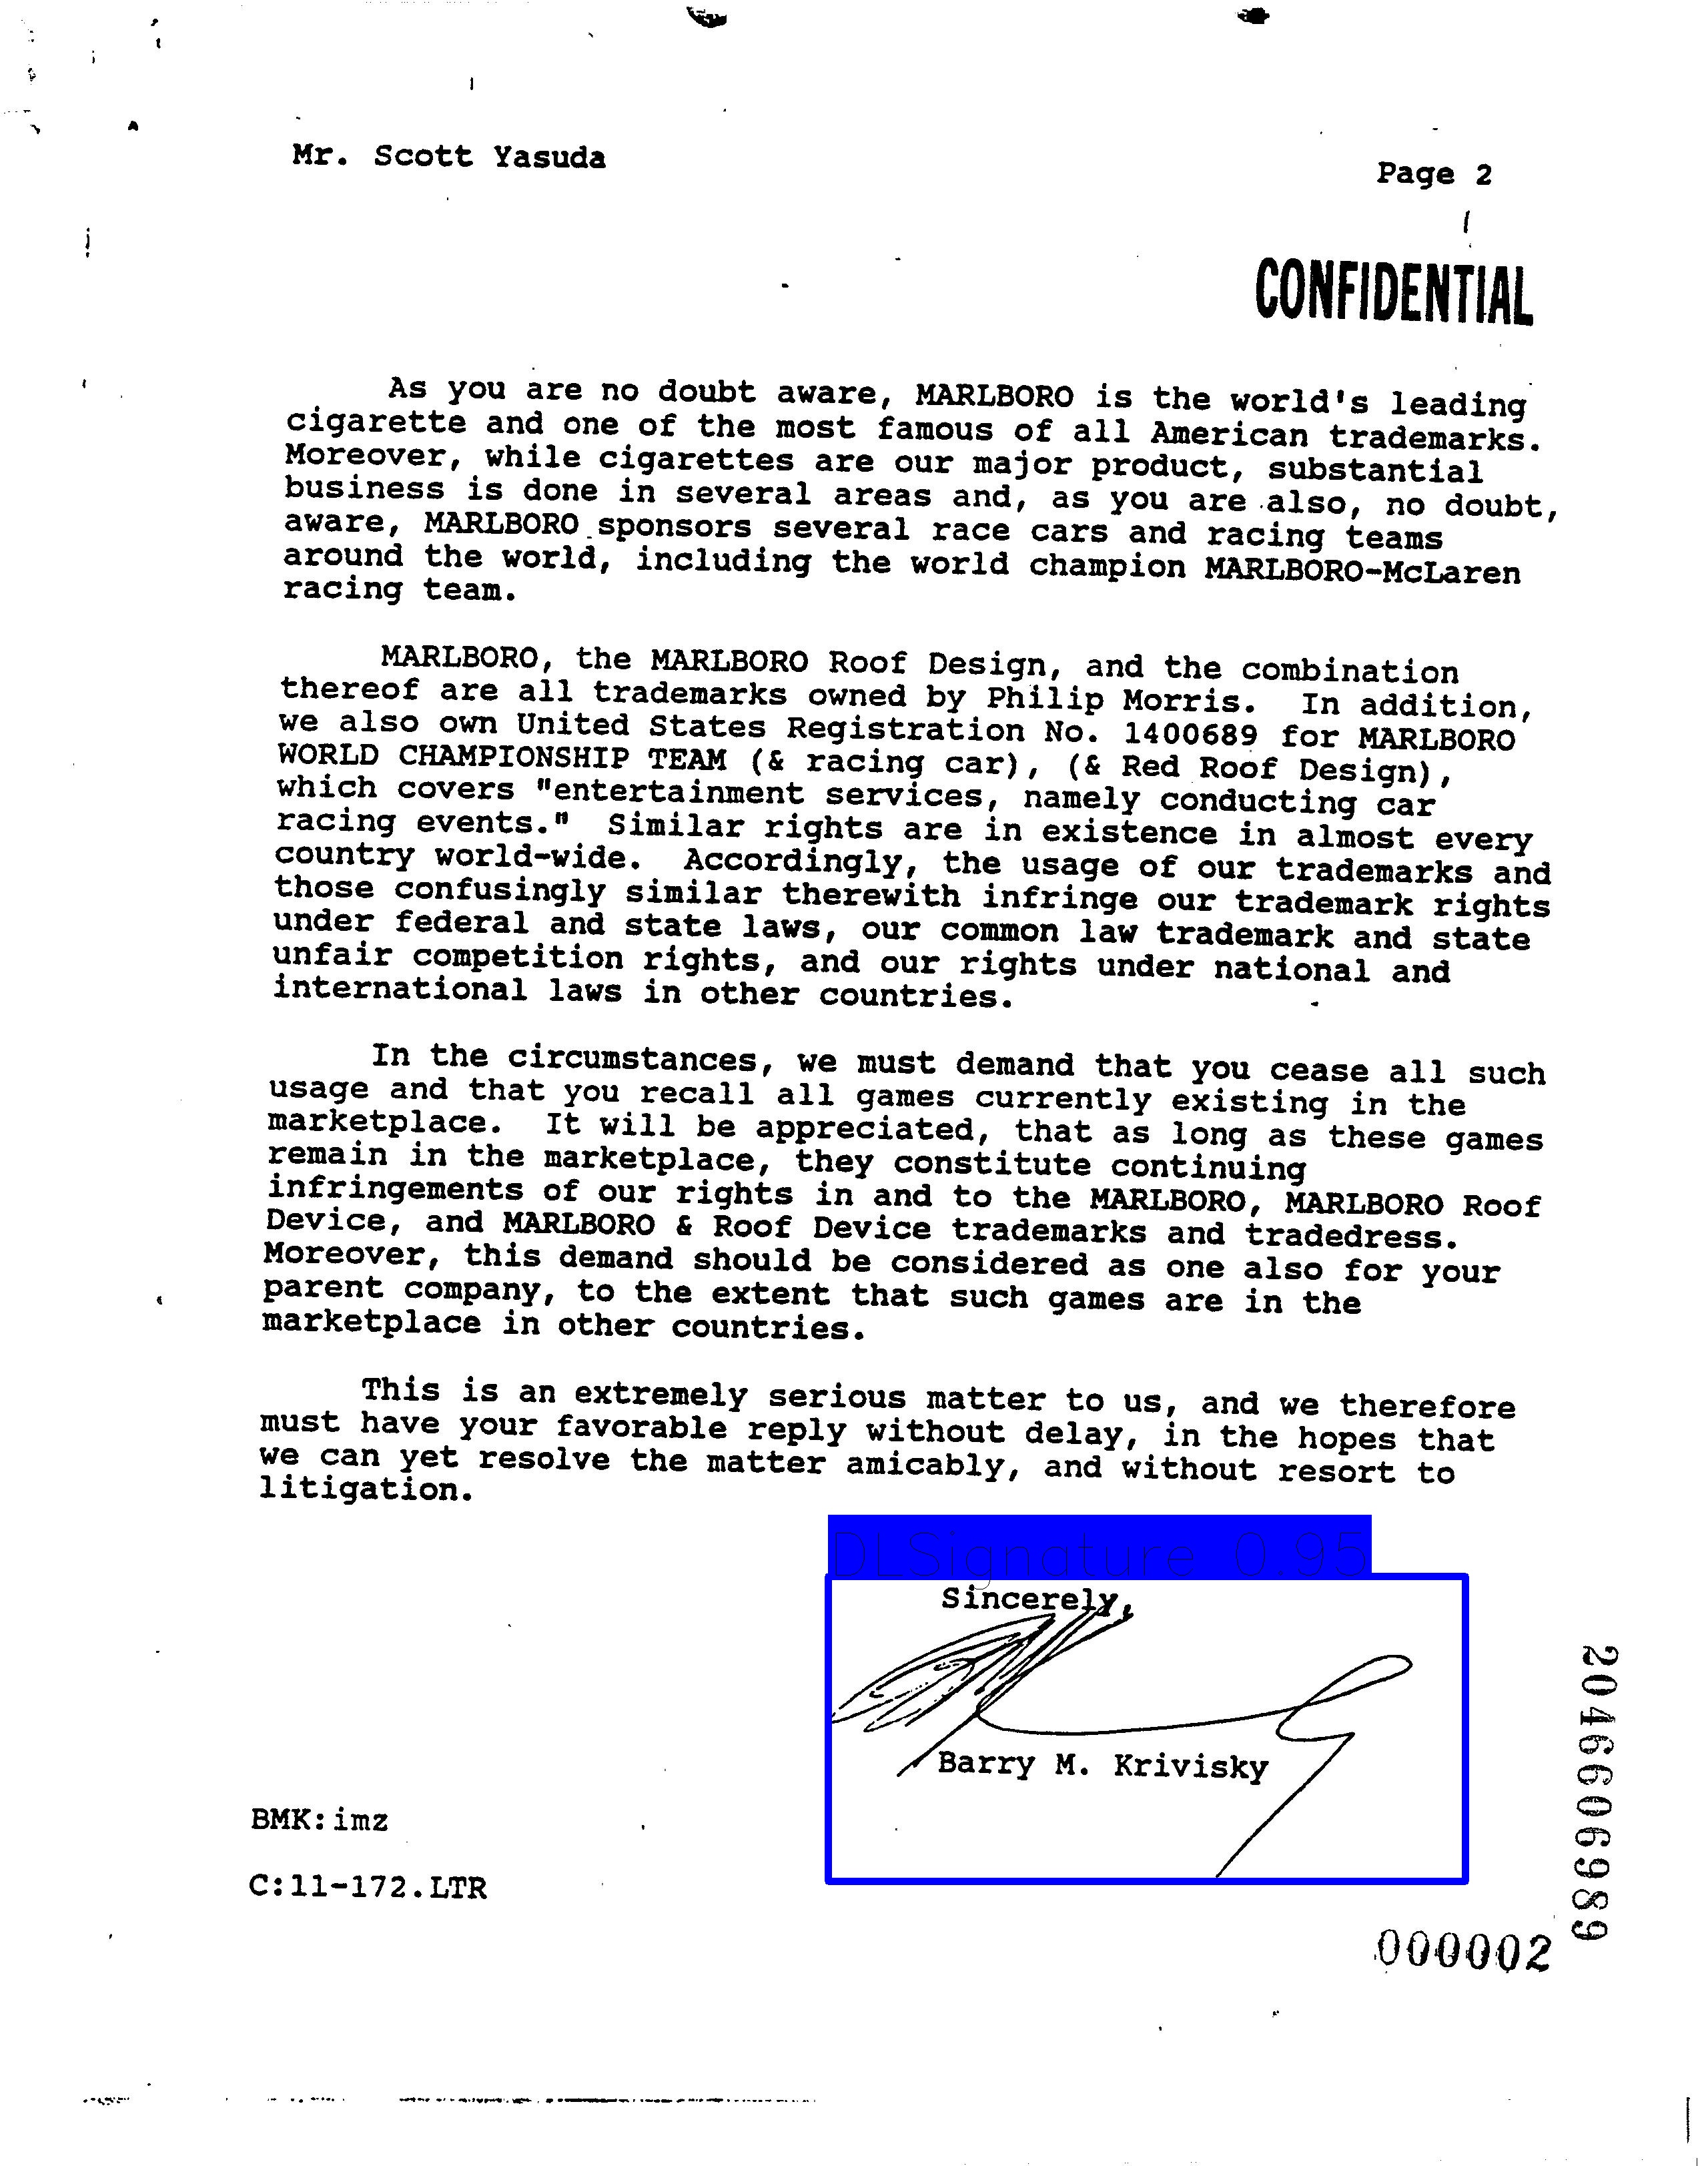 Mr. Scott Yasuda
Page 2
CONFIDENTIAL
As you are no doubt aware, MARLBORO is the world's leading
cigarette and one of the most famous of all American trademarks.
Moreover, while cigarettes are our major product, substantial
business is done in several areas and, as you are also, no doubt,
aware, MARLBORO sponsors several race cars and racing teams
around the world, including the world champion MARLBORO-McLaren
racing team.
MARLBORO, the MARLBORO Roof Design, and the combination
thereof are all trademarks owned by Philip Morris. In addition,
we also own United States Registration No. 1400689 for MARLBORO
WORLD CHAMPIONSHIP TEAM (& racing car), (& Red Roof Design),
which covers "entertainment services, namely conducting car
racing events." Similar rights are in existence in almost every
country world-wide. Accordingly, the usage of our trademarks and
those confusingly similar therewith infringe our trademark rights
under federal and state laws, our common law trademark and state
unfair competition rights, and our rights under national and
international laws in other countries.
In the circumstances, we must demand that you cease all such
usage and that you recall all games currently existing in the
marketplace. It will be appreciated, that as long as these games
remain in the marketplace, they constitute continuing
infringements of our rights in and to the MARLBORO, MARLBORO Roof
Device, and MARLBORO & Roof Device trademarks and tradedress.
Moreover, this demand should be considered as one also for your
parent company, to the extent that such games are in the
marketplace in other countries.
This is an extremely serious matter to us, and we therefore
must have your favorable reply without delay, in the hopes that
we can yet resolve the matter amicably, and without resort to
litigation.
DLSignature 0.95
Sincerely,
Barry M. Krivisky
BMK:imz
C:11-172.LTR
2046606989
000002